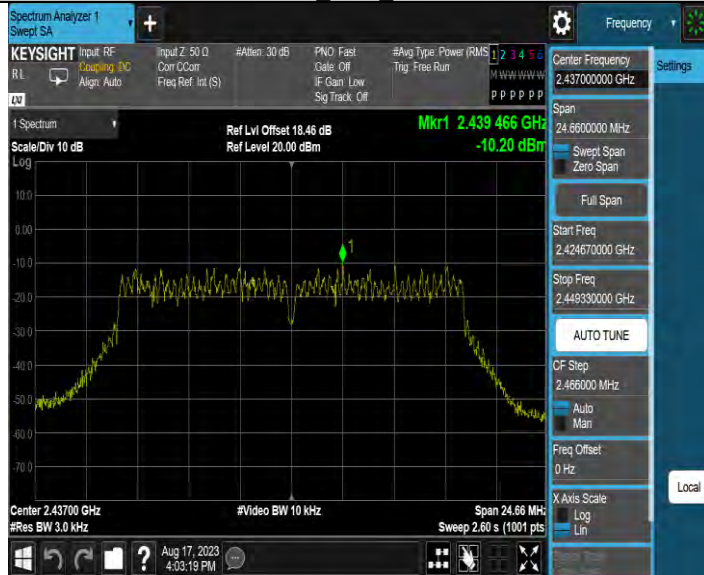 Spectrum Analyzer 1
Swept SA
+
Frequency
KEYSIGHT Input: RF
Coupling: DC
Align: Auto
RL
LXI
Input Z: 50 Ω
Corr CCorr
Freq Ref: Int (S)
#Atten: 30 dB
PNO: Fast
Gate: Off
IF Gain: Low
Sig Track: Off
#Avg Type: Power (RMS
Trig: Free Run
1 2 3 4 5 6
M W W W W W
P P P P P P
Center Frequency
2.437000000 GHz
Settings
Span
24.6600000 MHz
Swept Span
Zero Span
Full Span
Start Freq
2.424670000 GHz
Stop Freq
2.449330000 GHz
AUTO TUNE
CF Step
2.466000 MHz
Auto
Man
Freq Offset
0 Hz
X Axis Scale
Log
Lin
Local
1 Spectrum
Scale/Div 10 dB
Ref Lvl Offset 18.46 dB
Ref Level 20.00 dBm
Mkr1 2.439 466 GHz
-10.20 dBm
Log
10.0
0.00
-10.0
-20.0
-30.0
-40.0
-50.0
-60.0
-70.0
1
Center 2.43700 GHz
#Res BW 3.0 kHz
#Video BW 10 kHz
Span 24.66 MHz
Sweep 2.60 s (1001 pts
?
Aug 17, 2023
4:03:19 PM